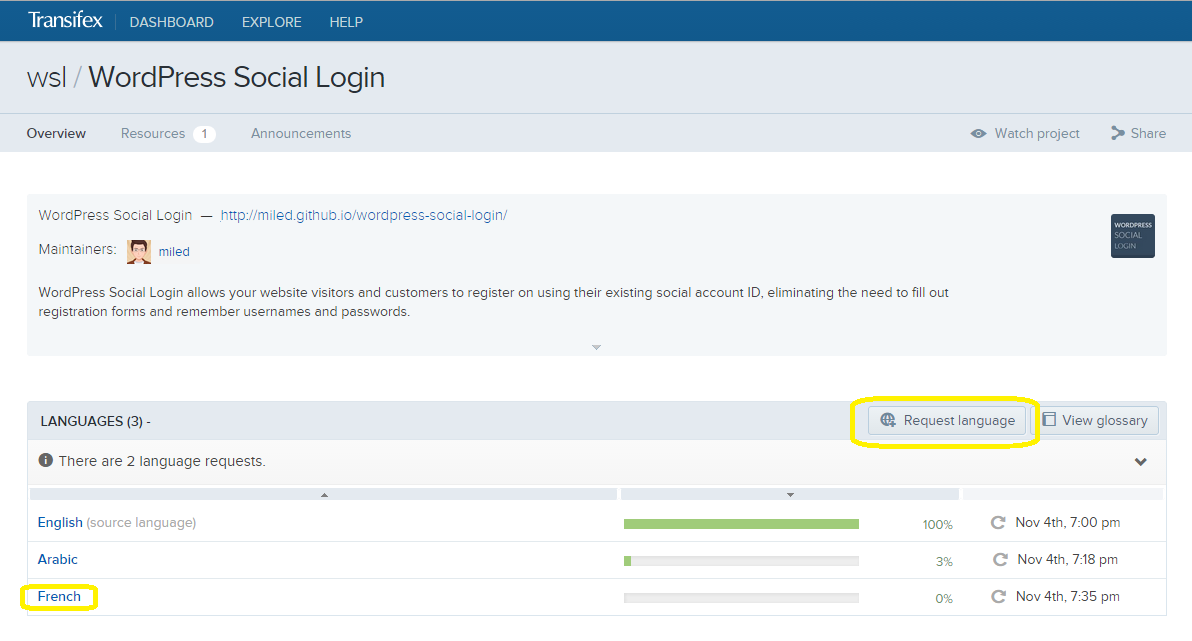 Transifex DASHBOARD EXPLORE HELP
wsl / WordPress Social Login
Overview Resources 1 Announcements Watch project Share
WordPress Social Login — http://miled.github.io/wordpress-social-login/
WORDPRESS
SOCIAL
LOGIN
Maintainers: miled
WordPress Social Login allows your website visitors and customers to register on using their existing social account ID, eliminating the need to fill out
registration forms and remember usernames and passwords.
LANGUAGES (3) - Request language View glossary
There are 2 language requests.
English (source language) 100% Nov 4th, 7:00 pm
Arabic 3% Nov 4th, 7:18 pm
French 0% Nov 4th, 7:35 pm